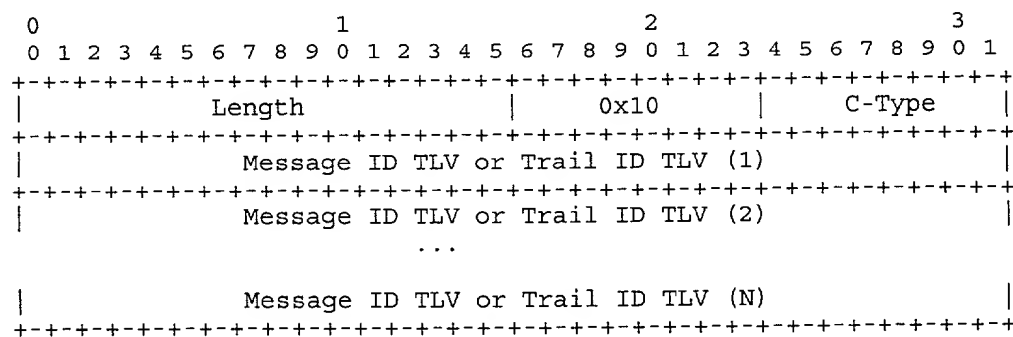 0                   1                   2                   3
0 1 2 3 4 5 6 7 8 9 0 1 2 3 4 5 6 7 8 9 0 1 2 3 4 5 6 7 8 9 0 1
+-+-+-+-+-+-+-+-+-+-+-+-+-+-+-+-+-+-+-+-+-+-+-+-+-+-+-+-+-+-+-+-+
|            Length             |     0x10      |    C-Type     |
+-+-+-+-+-+-+-+-+-+-+-+-+-+-+-+-+-+-+-+-+-+-+-+-+-+-+-+-+-+-+-+-+
|              Message ID TLV or Trail ID TLV (1)               |
+-+-+-+-+-+-+-+-+-+-+-+-+-+-+-+-+-+-+-+-+-+-+-+-+-+-+-+-+-+-+-+-+
|              Message ID TLV or Trail ID TLV (2)               |
...
|              Message ID TLV or Trail ID TLV (N)               |
+-+-+-+-+-+-+-+-+-+-+-+-+-+-+-+-+-+-+-+-+-+-+-+-+-+-+-+-+-+-+-+-+